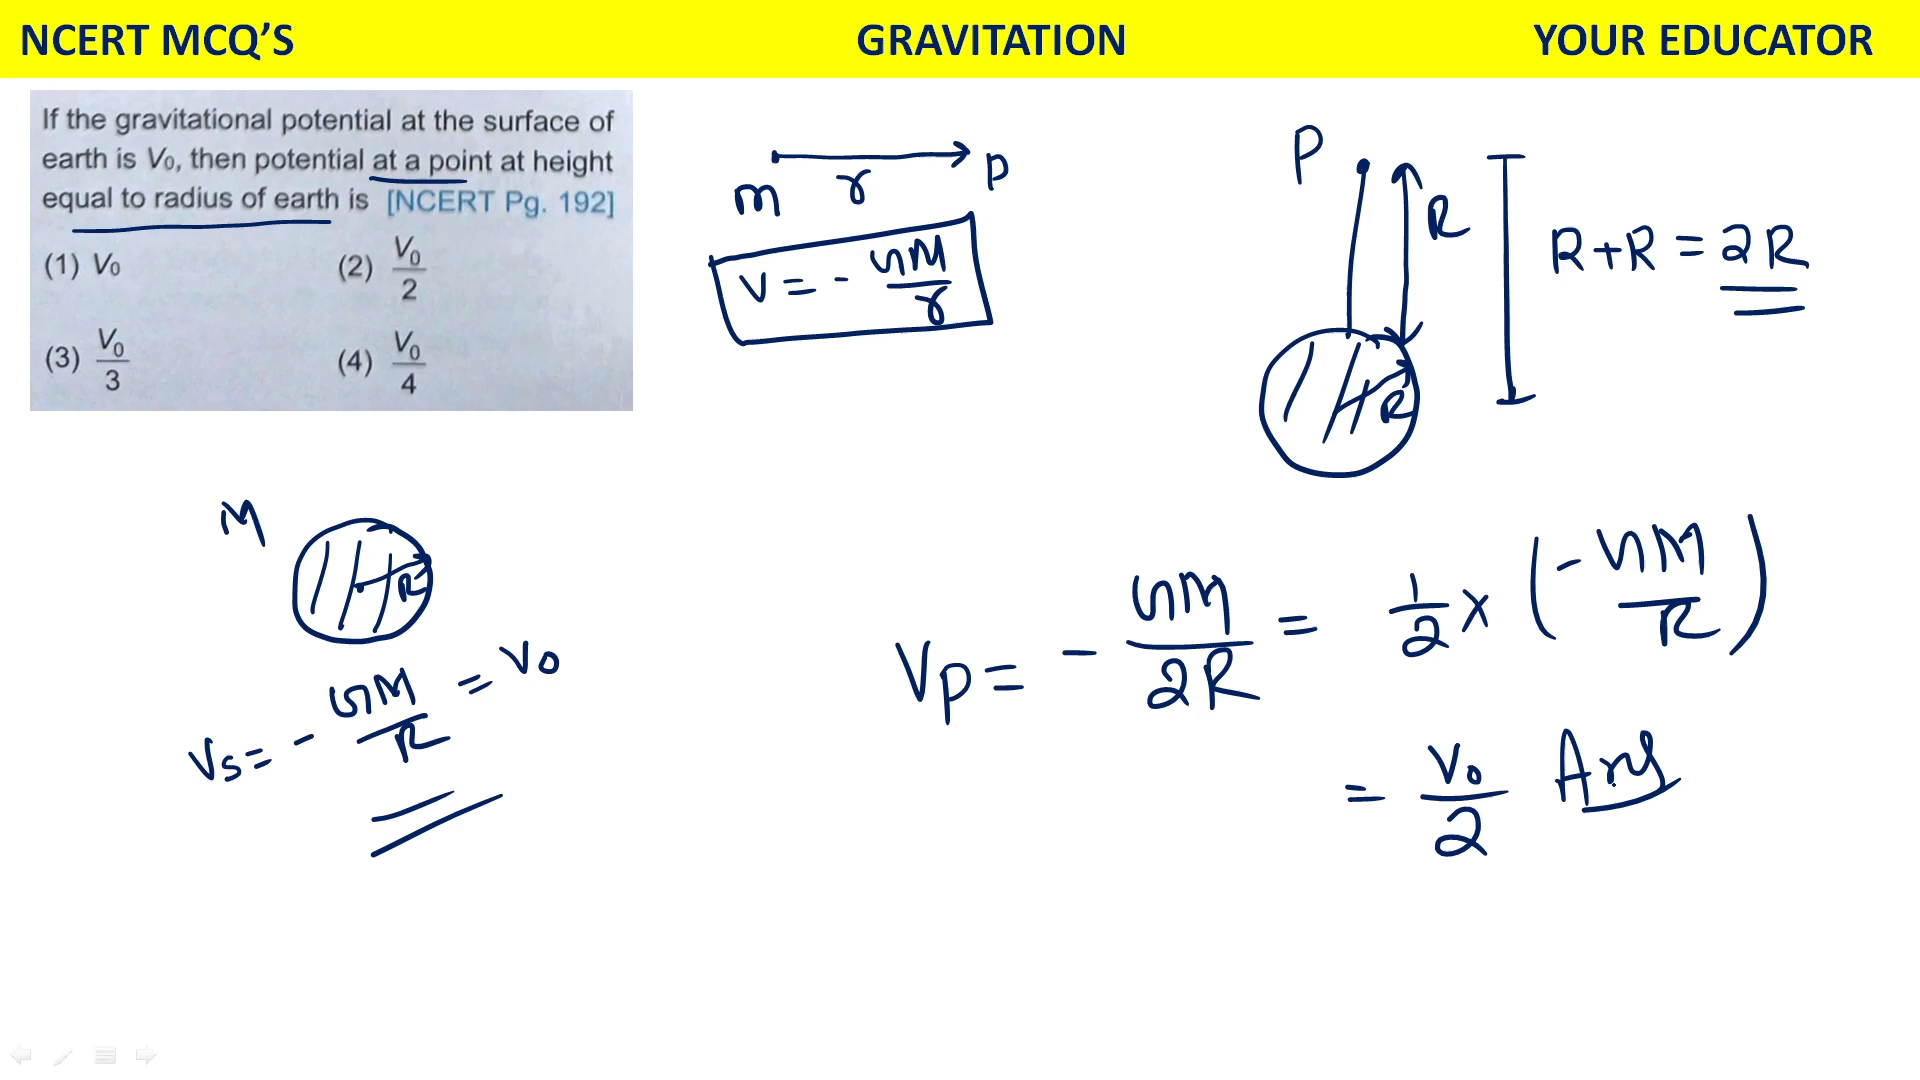 NCERT MCQ'S GRAVITATION YOUR EDUCATOR
If the gravitational potential at the surface of
earth is V₀, then potential at a point at height
equal to radius of earth is [NCERT Pg. 192]
(1) V₀ (2) V₀/2
(3) V₀/3 (4) V₀/4
m r P
V = - GM/r
P
R
R + R = 2R
R
M
R
Vs = - GM/R = V₀
Vp = - GM/2R = 1/2 × (- GM/R)
= V₀/2 Ans